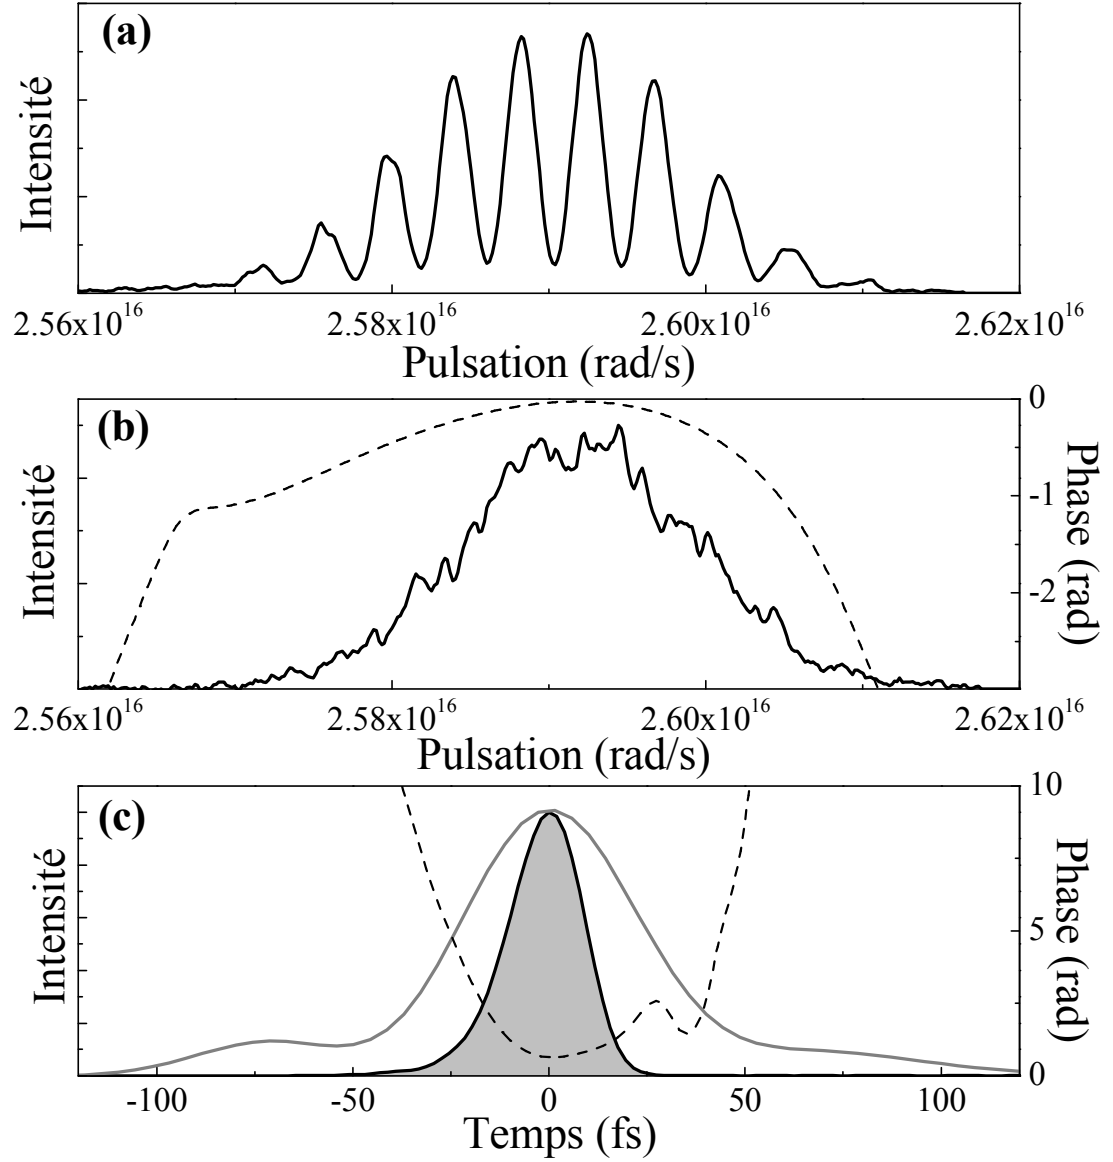 (a)
Intensité
2.56x10^16 2.58x10^16 2.60x10^16 2.62x10^16
Pulsation (rad/s)
(b)
Intensité
0
-1
-2
Phase (rad)
2.56x10^16 2.58x10^16 2.60x10^16 2.62x10^16
Pulsation (rad/s)
(c)
Intensité
10
5
0
Phase (rad)
-100 -50 0 50 100
Temps (fs)